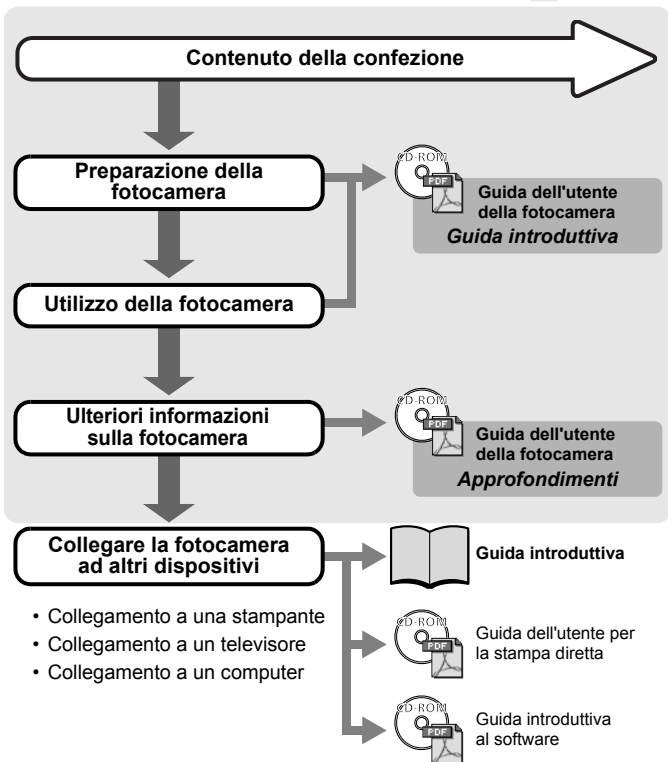 Contenuto della confezione
Preparazione della
fotocamera
CD-ROM
PDF
Guida dell'utente
della fotocamera
Guida introduttiva
Utilizzo della fotocamera
Ulteriori informazioni
sulla fotocamera
CD-ROM
PDF
Guida dell'utente
della fotocamera
Approfondimenti
Collegare la fotocamera
ad altri dispositivi
Guida introduttiva
• Collegamento a una stampante
• Collegamento a un televisore
• Collegamento a un computer
CD-ROM
PDF
Guida dell'utente per
la stampa diretta
CD-ROM
PDF
Guida introduttiva
al software